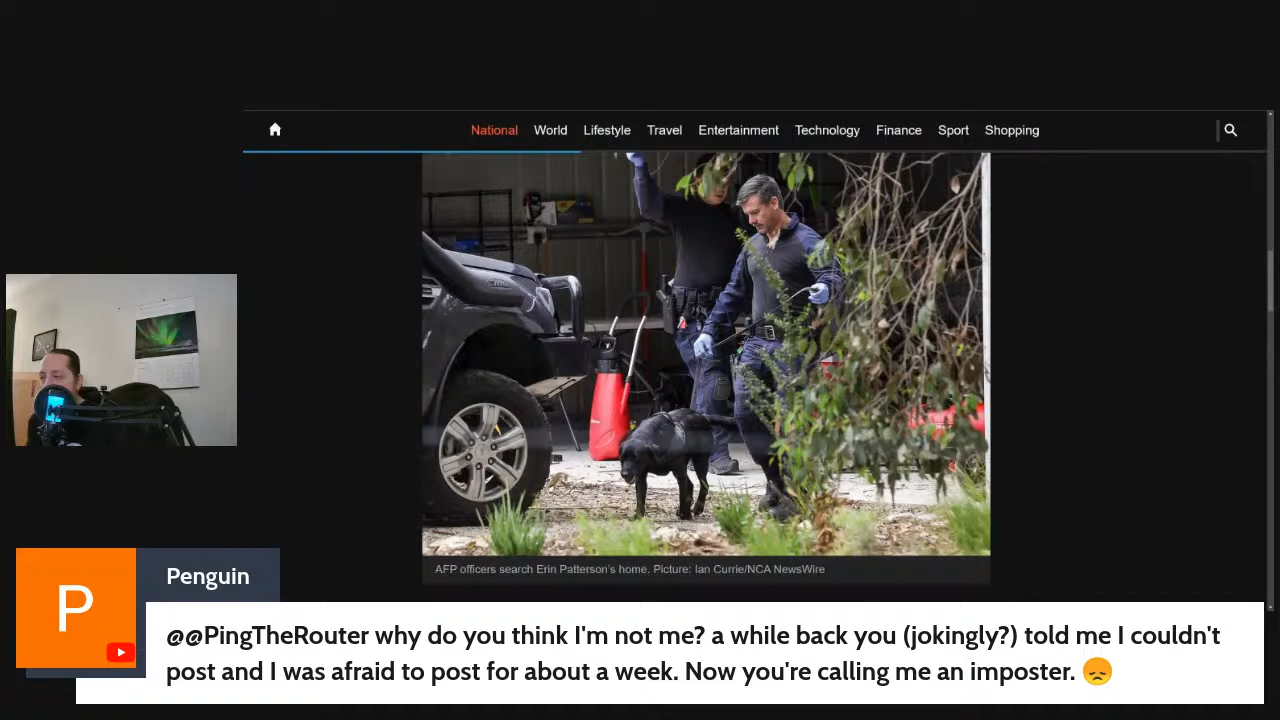 National World Lifestyle Travel Entertainment Technology Finance Sport Shopping
AFP officers search Erin Patterson's home. Picture: Ian Currie/NCA NewsWire
P
Penguin
@@PingTheRouter why do you think I'm not me? a while back you (jokingly?) told me I couldn't
post and I was afraid to post for about a week. Now you're calling me an imposter. 😞